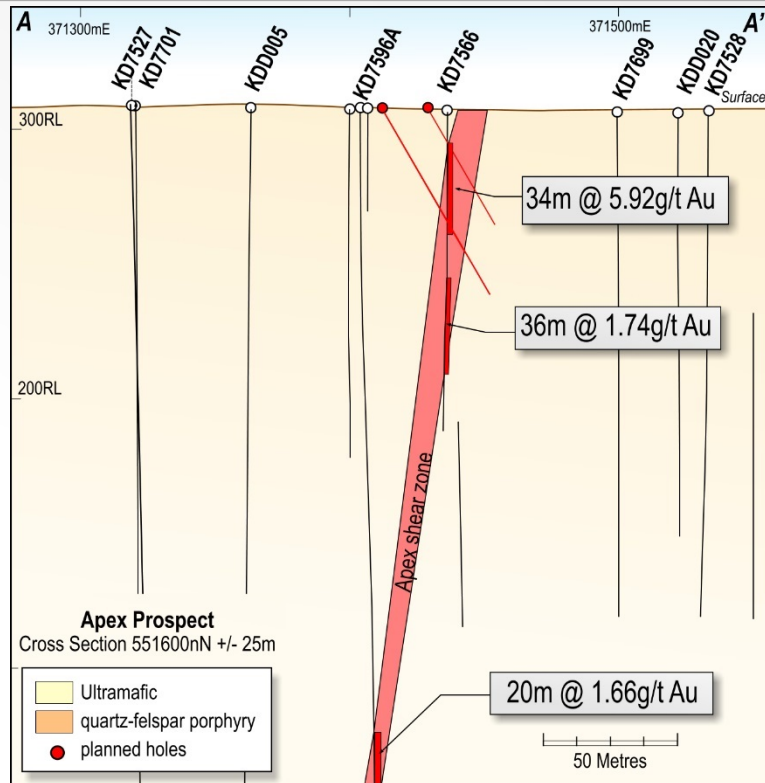 A
371300mE
371500mE
A'
KD7527
KD7701
KDD005
KD7596A
KD7566
KD7699
KDD020
KD7528
Surface
300RL
34m @ 5.92g/t Au
36m @ 1.74g/t Au
200RL
Apex shear zone
Apex Prospect
Cross Section 551600nN +/- 25m
Ultramafic
quartz-felspar porphyry
planned holes
20m @ 1.66g/t Au
50 Metres